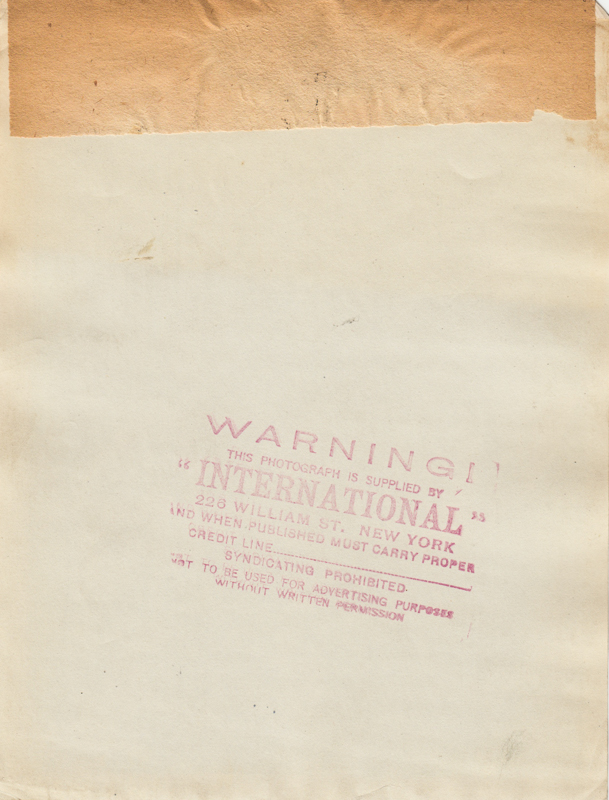 WARNING!
THIS PHOTOGRAPH IS SUPPLIED BY
"INTERNATIONAL"
226 WILLIAM ST. NEW YORK
AND WHEN PUBLISHED MUST CARRY PROPER
CREDIT LINE
SYNDICATING PROHIBITED.
NOT TO BE USED FOR ADVERTISING PURPOSES
WITHOUT WRITTEN PERMISSION